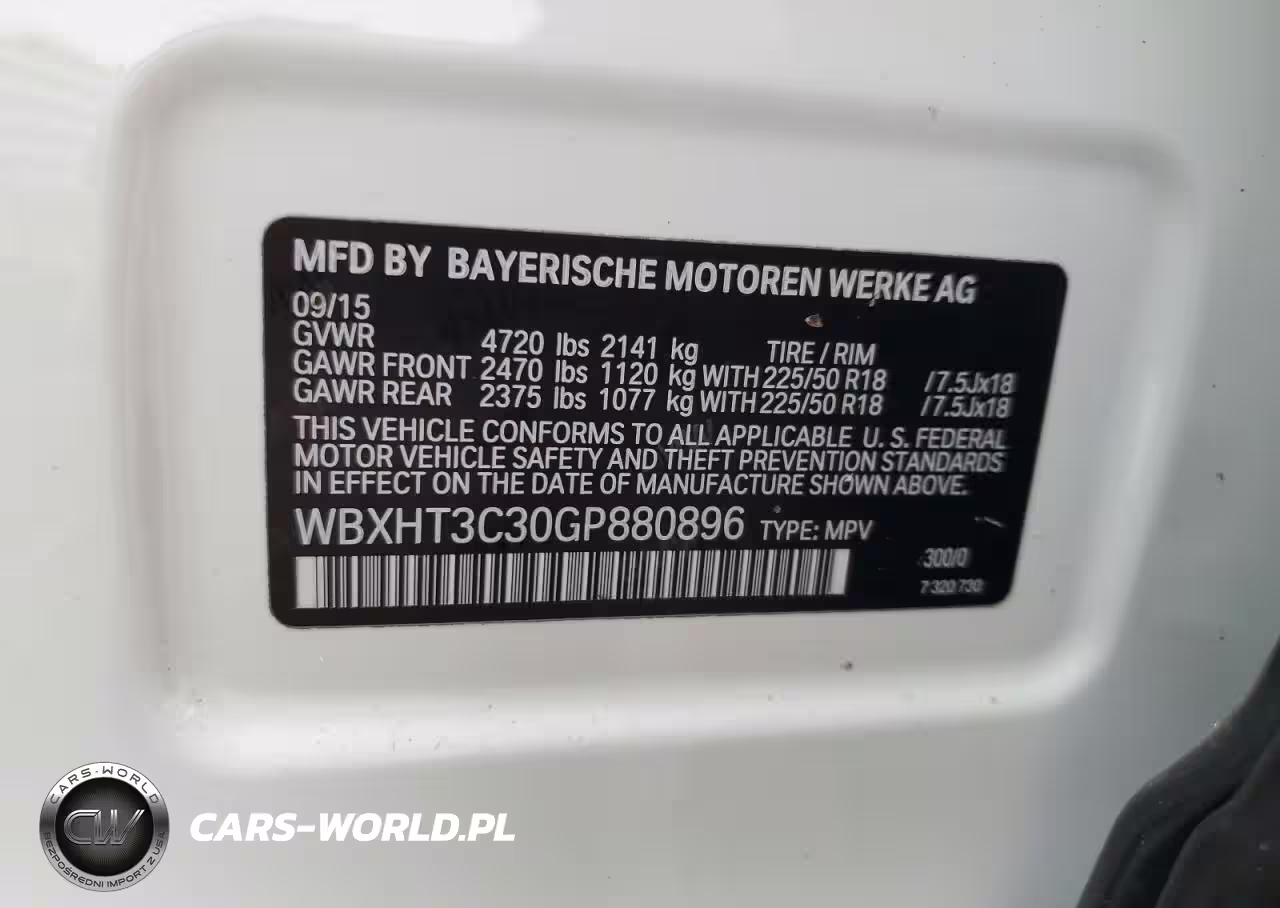 MFD BY BAYERISCHE MOTOREN WERKE AG
09/15
GVWR 4720 lbs 2141 kg TIRE / RIM
GAWR FRONT 2470 lbs 1120 kg WITH 225/50 R18 /7.5Jx18
GAWR REAR 2375 lbs 1077 kg WITH 225/50 R18 /7.5Jx18
THIS VEHICLE CONFORMS TO ALL APPLICABLE U. S. FEDERAL
MOTOR VEHICLE SAFETY AND THEFT PREVENTION STANDARDS
IN EFFECT ON THE DATE OF MANUFACTURE SHOWN ABOVE.
WBXHT3C30GP880896 TYPE: MPV
300/0
7 320 730
CARS-WORLD
CW
BEZPOŚREDNI IMPORT Z USA
CARS-WORLD.PL